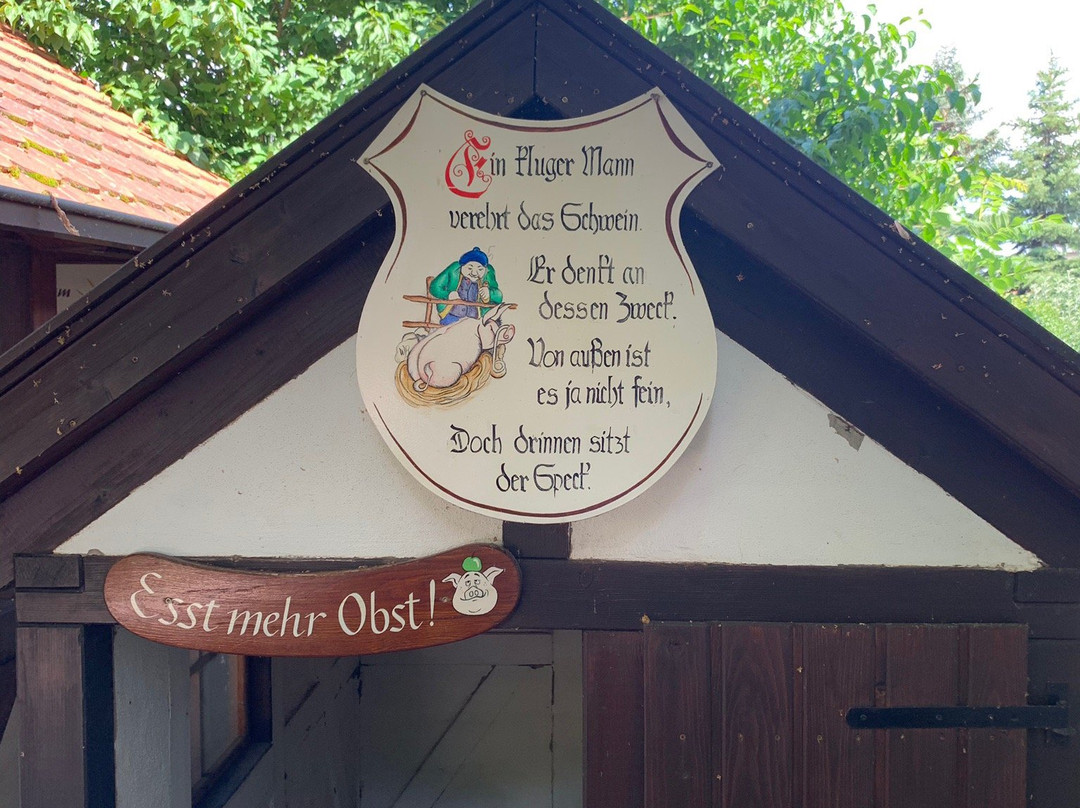 Ein kluger Mann
verehrt das Schwein.
Er denkt an
dessen Zweck.
Von außen ist
es ja nicht fein,
Doch drinnen sitzt
der Speck.
Esst mehr Obst!